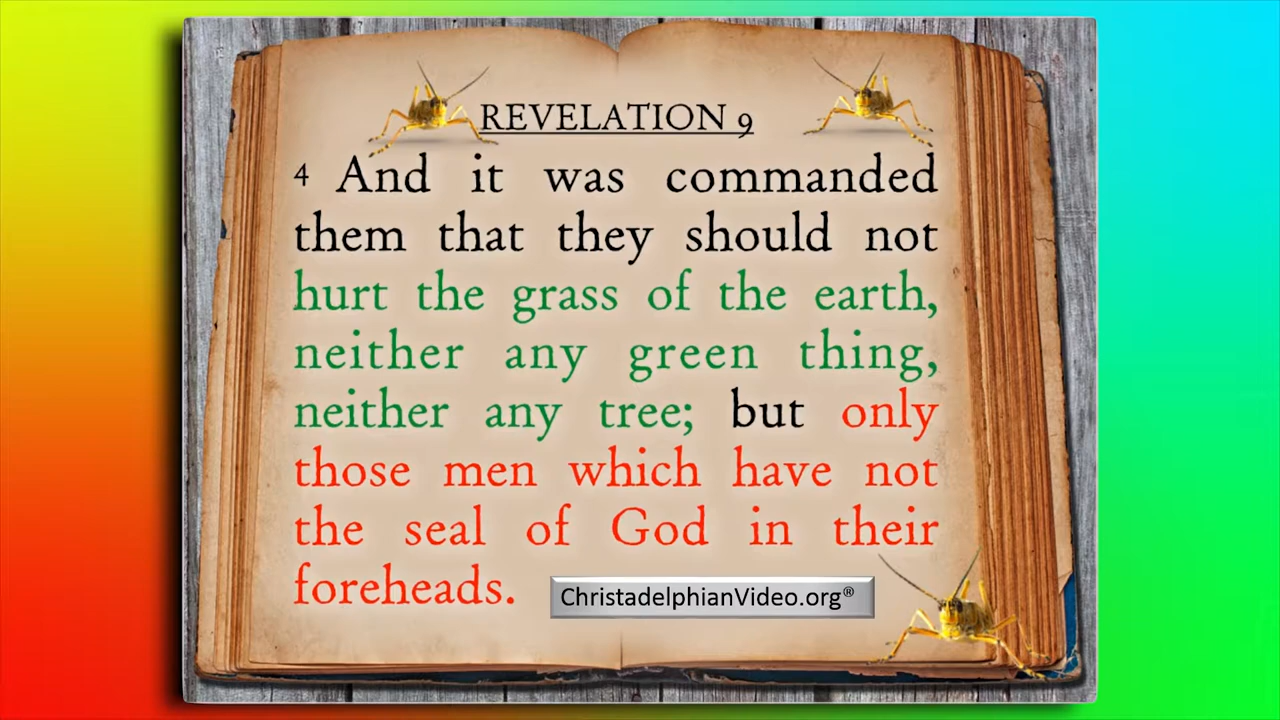 REVELATION 9
4 And it was commanded
them that they should not
hurt the grass of the earth,
neither any green thing,
neither any tree; but only
those men which have not
the seal of God in their
foreheads.
ChristadelphianVideo.org®